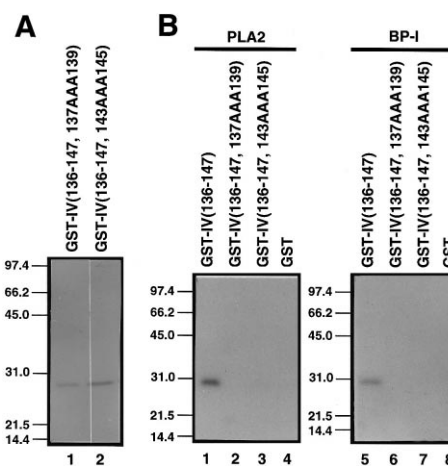 A
GST-IV(136-147, 137AAA139)
GST-IV(136-147, 143AAA145)
97.4
66.2
45.0
31.0
21.5
14.4
1 2
B
PLA2
GST-IV(136-147)
GST-IV(136-147, 137AAA139)
GST-IV(136-147, 143AAA145)
GST
97.4
66.2
45.0
31.0
21.5
14.4
1 2 3 4
BP-I
GST-IV(136-147)
GST-IV(136-147, 137AAA139)
GST-IV(136-147, 143AAA145)
GST
97.4
66.2
45.0
31.0
21.5
14.4
5 6 7 8